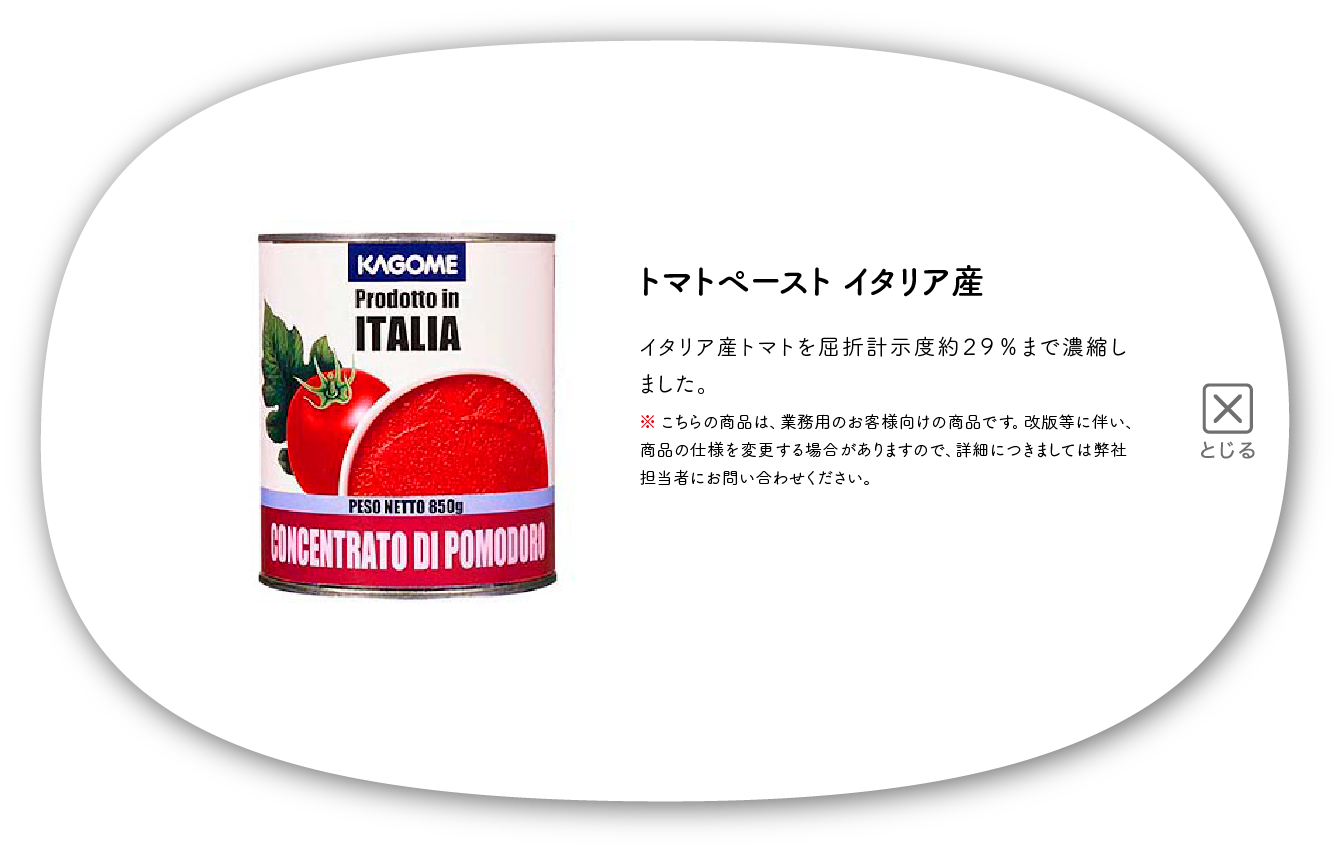 KAGOME
Prodotto in
ITALIA
PESO NETTO 850g
CONCENTRATO DI POMODORO
トマトペースト イタリア産
イタリア産トマトを屈折計示度約２９％まで濃縮し
ました。
※ こちらの商品は、業務用のお客様向けの商品です。改版等に伴い、
商品の仕様を変更する場合がありますので、詳細につきましては弊社
担当者にお問い合わせください。
とじる